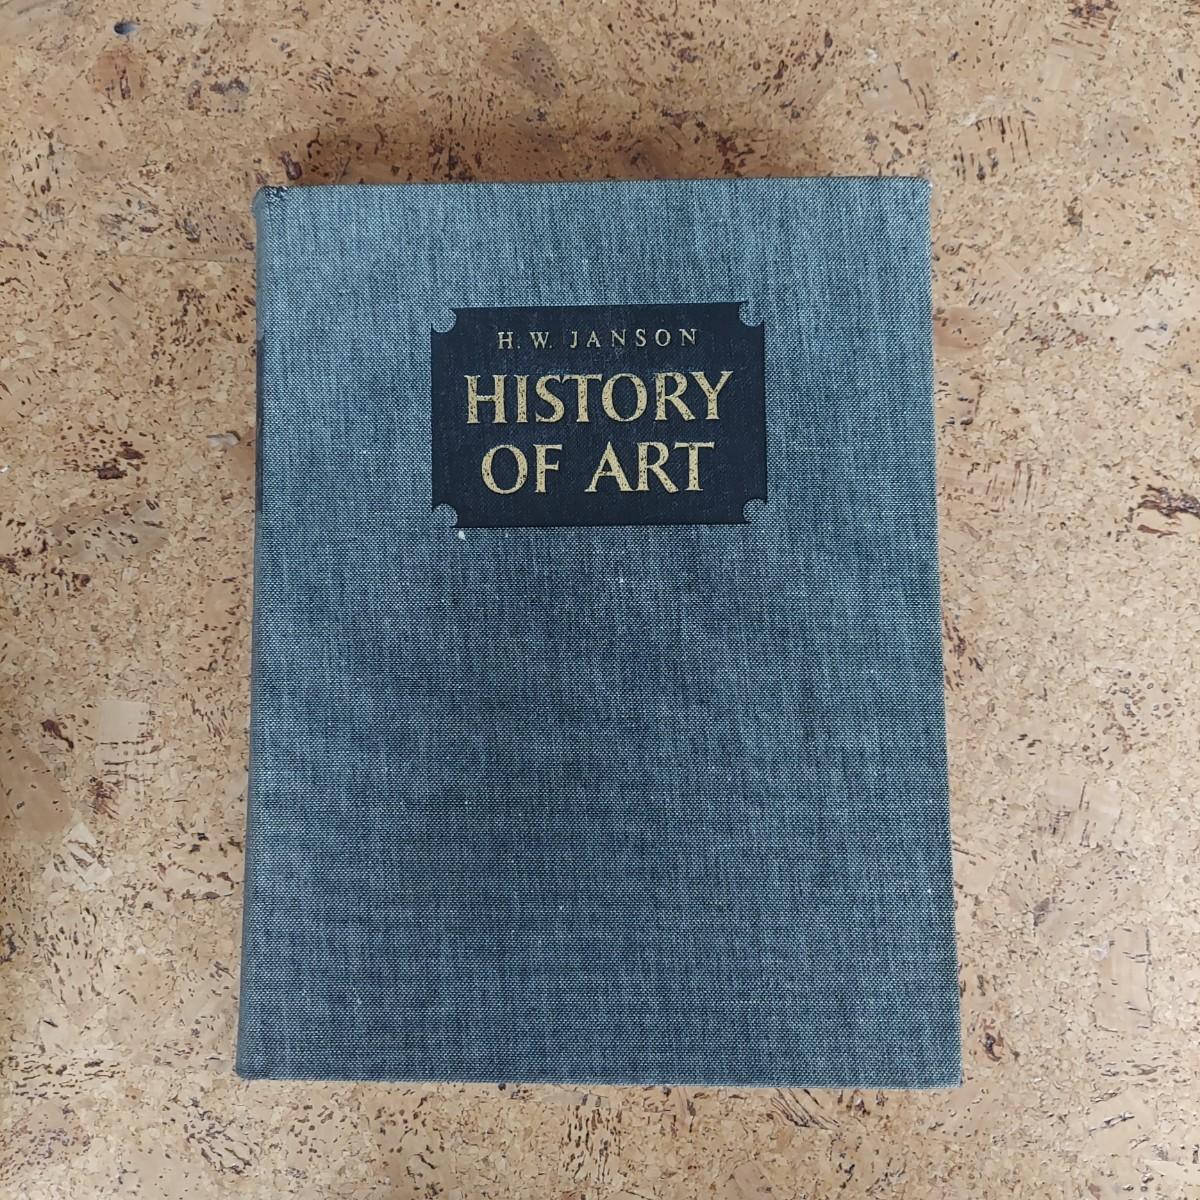 H. W. JANSON
HISTORY
OF ART